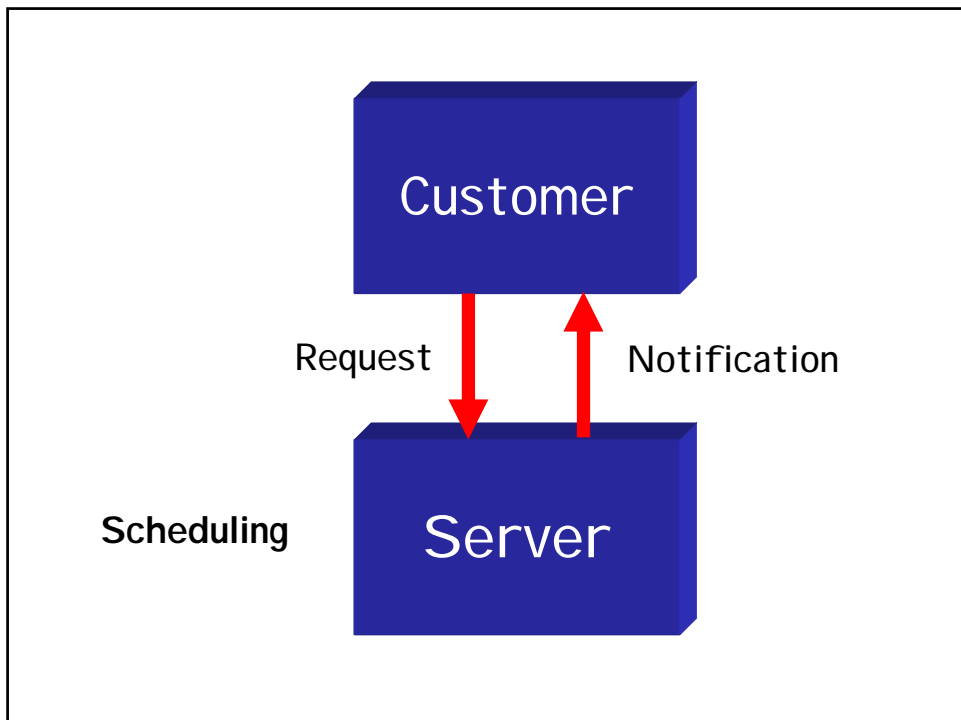 Customer
Request
Notification
Scheduling
Server